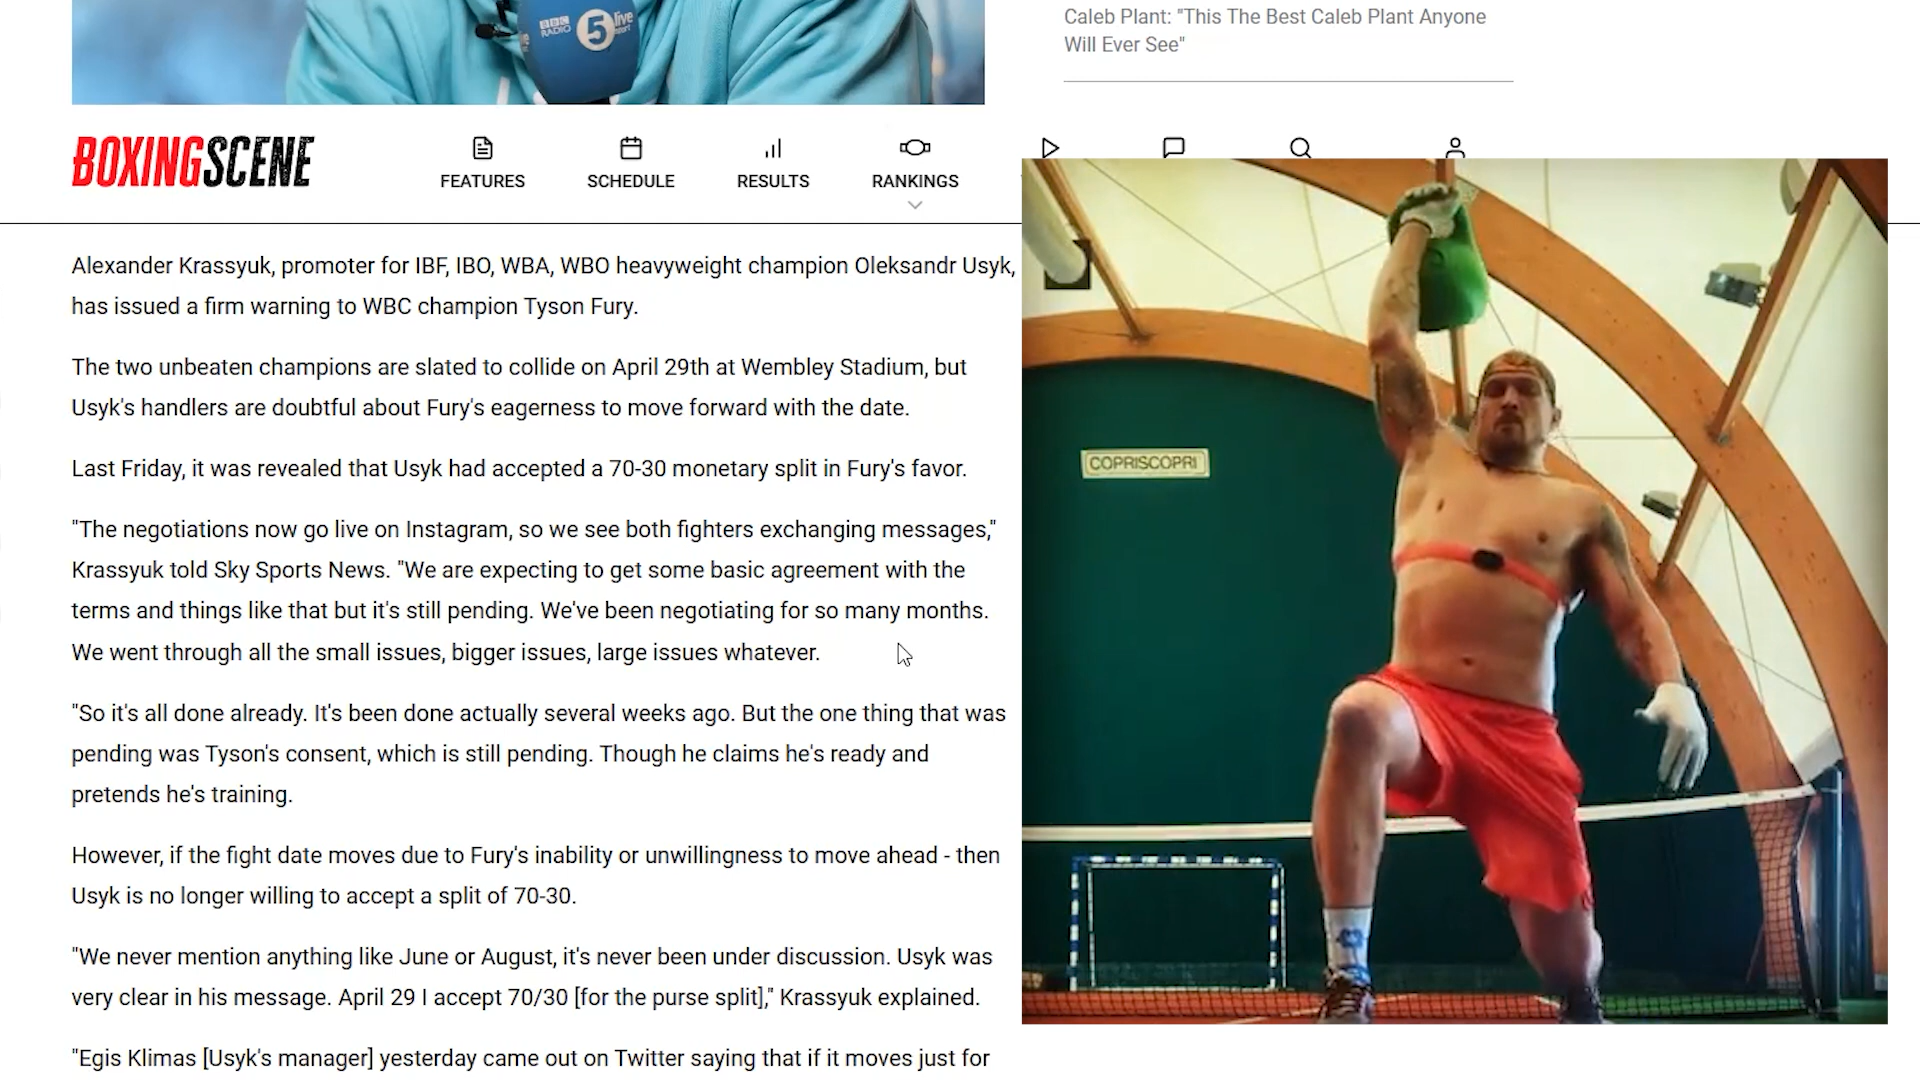 BBC
RADIO
5 live
sport
Caleb Plant: "This The Best Caleb Plant Anyone
Will Ever See"
BOXINGSCENE
FEATURES
SCHEDULE
RESULTS
RANKINGS
Alexander Krassyuk, promoter for IBF, IBO, WBA, WBO heavyweight champion Oleksandr Usyk,
has issued a firm warning to WBC champion Tyson Fury.
The two unbeaten champions are slated to collide on April 29th at Wembley Stadium, but
Usyk's handlers are doubtful about Fury's eagerness to move forward with the date.
Last Friday, it was revealed that Usyk had accepted a 70-30 monetary split in Fury's favor.
"The negotiations now go live on Instagram, so we see both fighters exchanging messages,"
Krassyuk told Sky Sports News. "We are expecting to get some basic agreement with the
terms and things like that but it's still pending. We've been negotiating for so many months.
We went through all the small issues, bigger issues, large issues whatever.
"So it's all done already. It's been done actually several weeks ago. But the one thing that was
pending was Tyson's consent, which is still pending. Though he claims he's ready and
pretends he's training.
However, if the fight date moves due to Fury's inability or unwillingness to move ahead - then
Usyk is no longer willing to accept a split of 70-30.
"We never mention anything like June or August, it's never been under discussion. Usyk was
very clear in his message. April 29 I accept 70/30 [for the purse split]," Krassyuk explained.
"Egis Klimas [Usyk's manager] yesterday came out on Twitter saying that if it moves just for
COPRISCOPRI